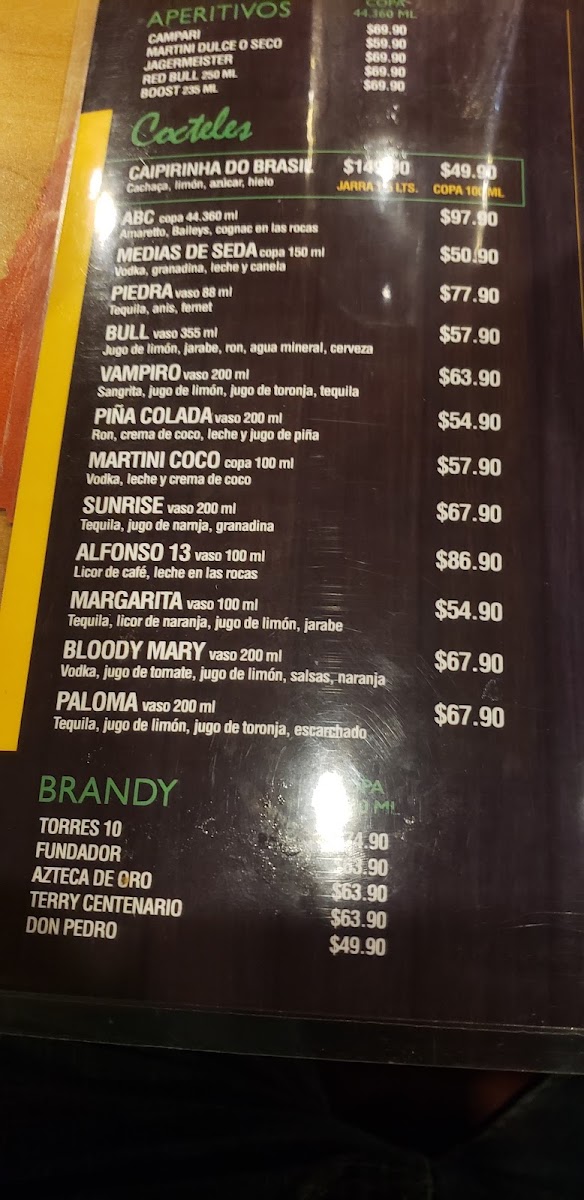 APERITIVOS COPA
44.360 ML
CAMPARI $69.90
MARTINI DULCE O SECO $59.90
JAGERMEISTER $69.90
RED BULL 250 ML $69.90
BOOST 235 ML $69.90
Cocteles
CAIPIRINHA DO BRASIL $49.90
Cachaça, limón, azúcar, hielo JARRA LTS. COPA 100 ML
ABC copa 44.360 ml $97.90
Amaretto, Baileys, cognac en las rocas
MEDIAS DE SEDA copa 150 ml $50.90
Vodka, granadina, leche y canela
PIEDRA vaso 88 ml $77.90
Tequila, anis, fernet
BULL vaso 355 ml $57.90
Jugo de limón, jarabe, ron, agua mineral, cerveza
VAMPIRO vaso 200 ml $63.90
Sangrita, jugo de limón, jugo de toronja, tequila
PIÑA COLADA vaso 200 ml $54.90
Ron, crema de coco, leche y jugo de piña
MARTINI COCO copa 100 ml $57.90
Vodka, leche y crema de coco
SUNRISE vaso 200 ml $67.90
Tequila, jugo de narnja, granadina
ALFONSO 13 vaso 100 ml $86.90
Licor de café, leche en las rocas
MARGARITA vaso 100 ml $54.90
Tequila, licor de naranja, jugo de limón, jarabe
BLOODY MARY vaso 200 ml $67.90
Vodka, jugo de tomate, jugo de limón, salsas, naranja
PALOMA vaso 200 ml $67.90
Tequila, jugo de limón, jugo de toronja, escarchado
BRANDY
ML
TORRES 10
FUNDADOR
AZTECA DE ORO $63.90
TERRY CENTENARIO $63.90
DON PEDRO $49.90